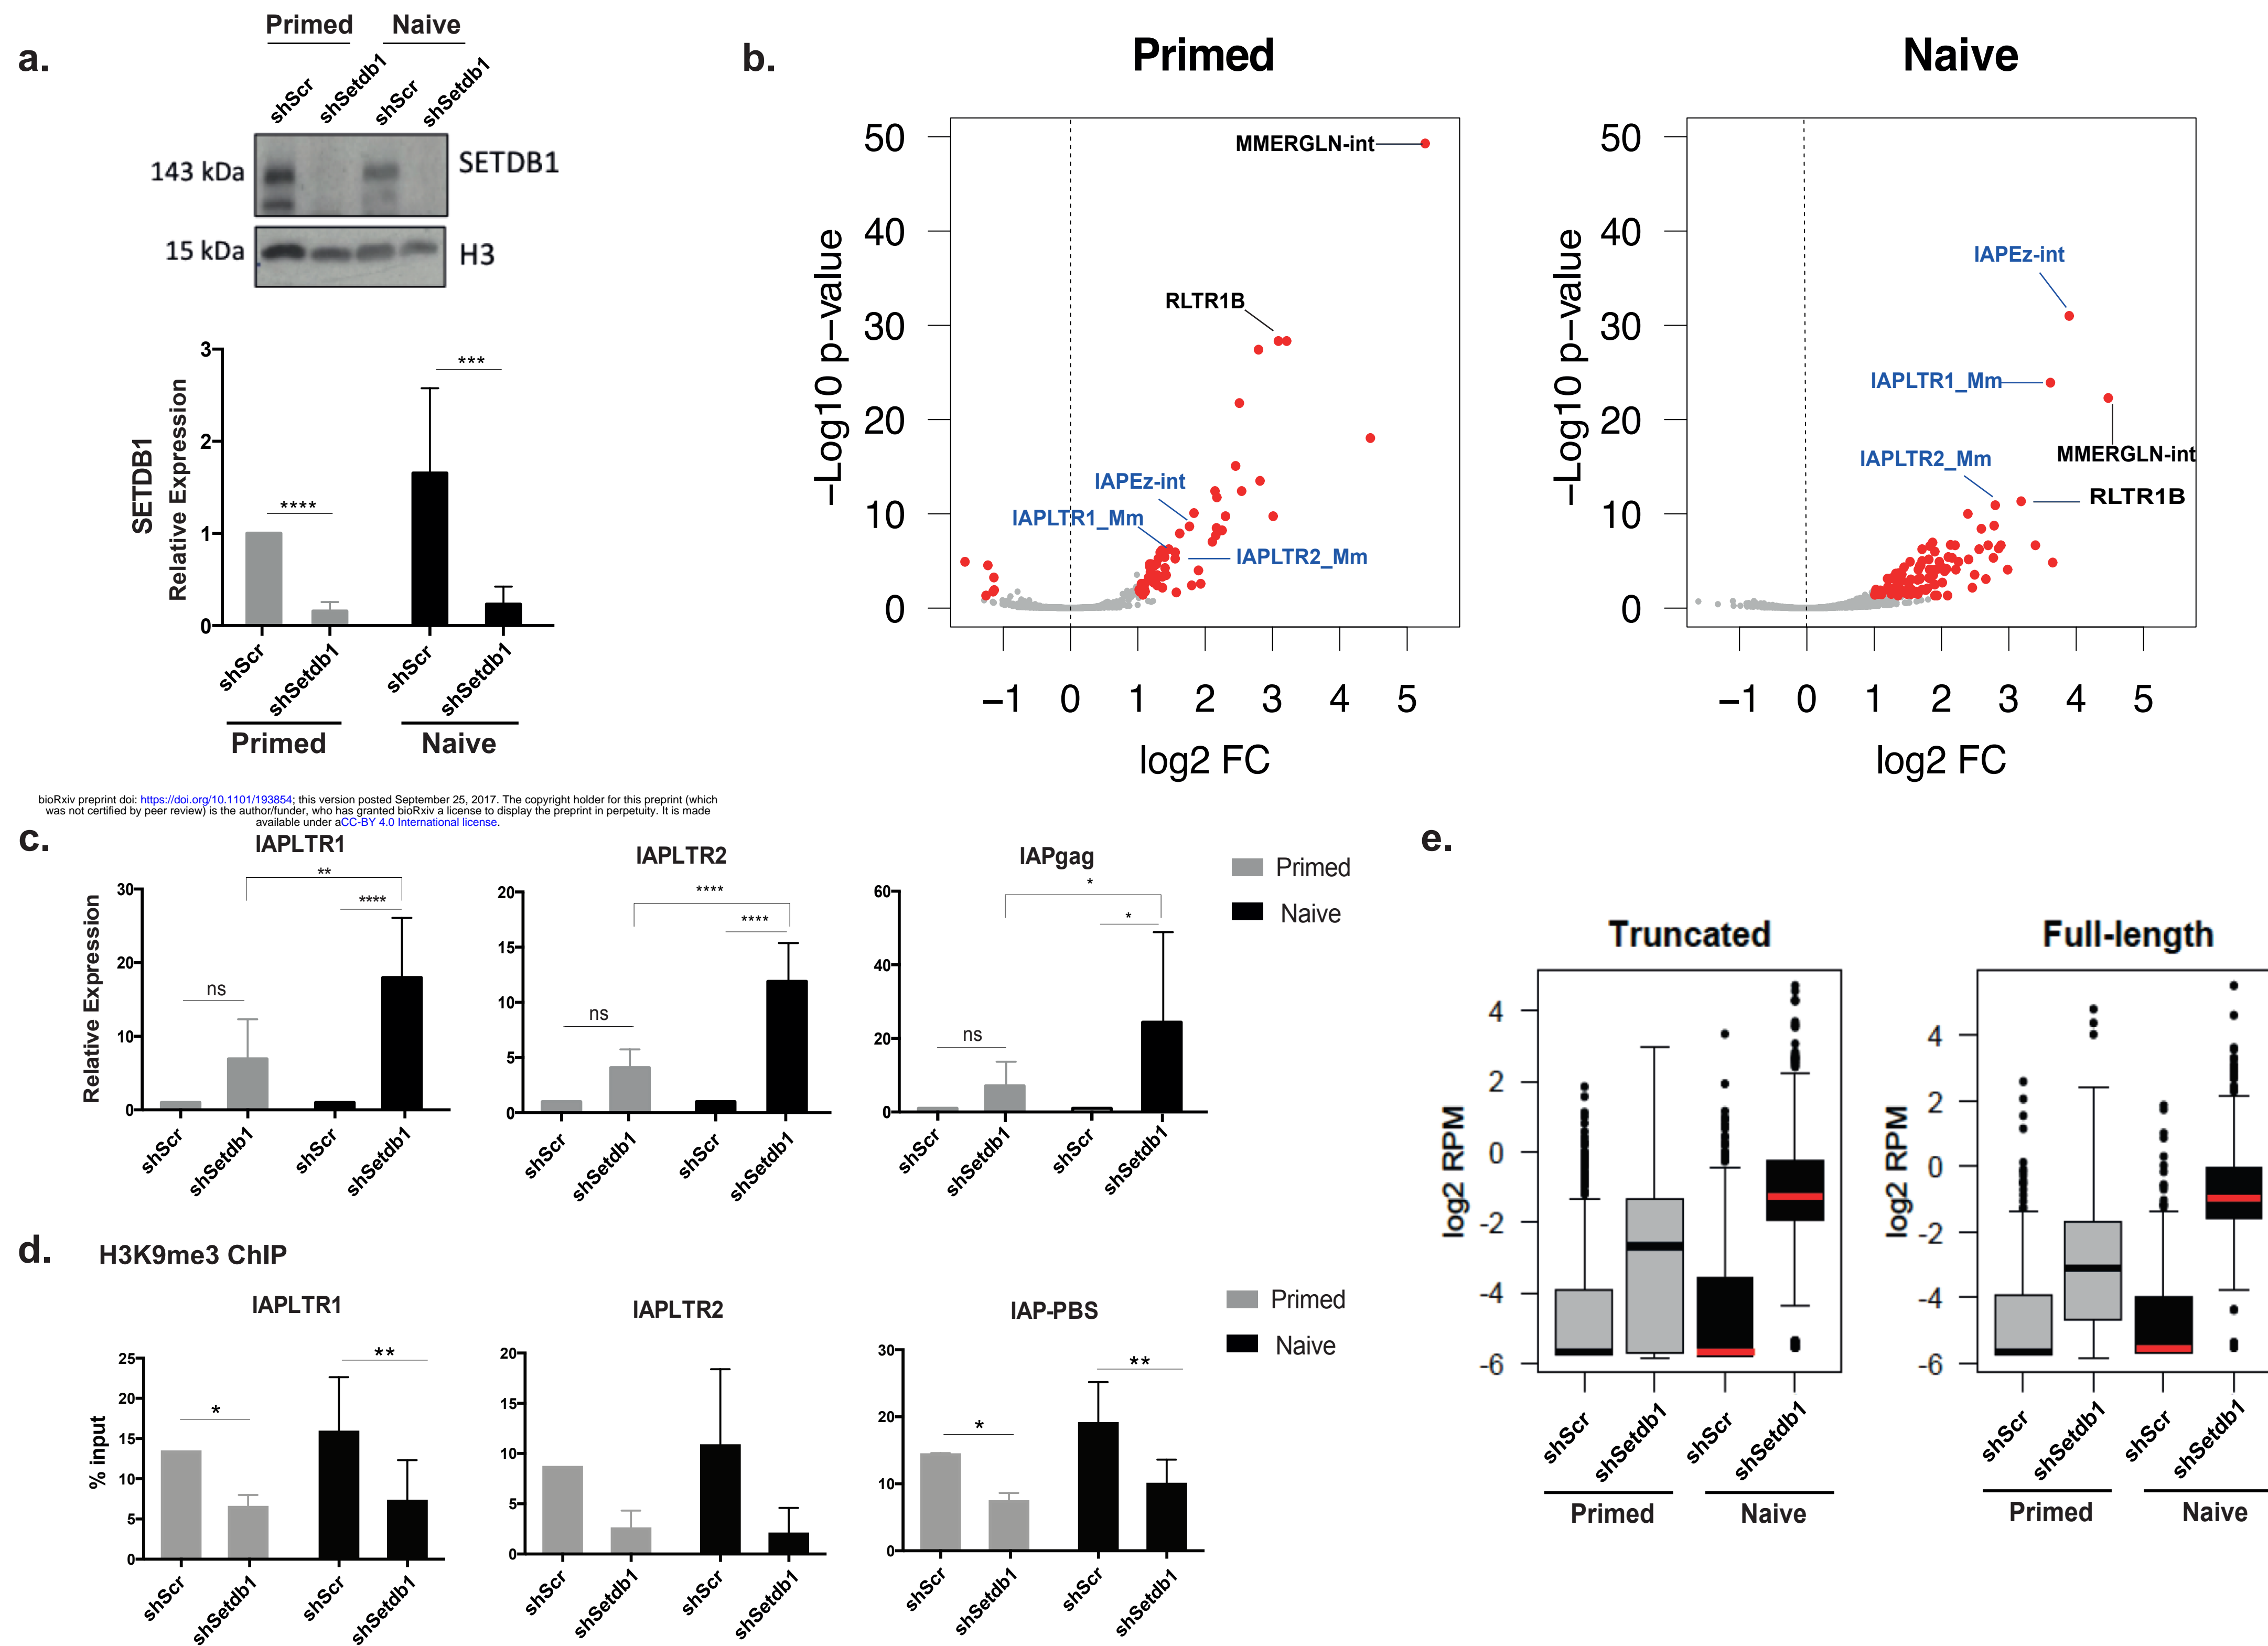 a.
Primed Naive
shScr shSetdb1 shScr shSetdb1
143 kDa SETDB1
15 kDa H3
SETDB1
Relative Expression
3
2
1
0
**** ***
shScr shSetdb1 shScr shSetdb1
Primed Naive
b.
Primed
−Log10 p−value
50
40
30
20
10
0
MMERGLN-int
RLTR1B
IAPEz-int
IAPLTR1_Mm
IAPLTR2_Mm
−1 0 1 2 3 4 5
log2 FC
Naive
−Log10 p−value
50
40
30
20
10
0
IAPEz-int
IAPLTR1_Mm
MMERGLN-int
IAPLTR2_Mm
RLTR1B
−1 0 1 2 3 4 5
log2 FC
bioRxiv preprint doi: https://doi.org/10.1101/193854; this version posted September 25, 2017. The copyright holder for this preprint (which
was not certified by peer review) is the author/funder, who has granted bioRxiv a license to display the preprint in perpetuity. It is made
available under aCC-BY 4.0 International license.
c.
IAPLTR1
Relative Expression
30
20
10
0
**
****
ns
shScr shSetdb1 shScr shSetdb1
IAPLTR2
20
15
10
5
0
****
****
ns
shScr shSetdb1 shScr shSetdb1
IAPgag
60
40
20
0
*
*
ns
shScr shSetdb1 shScr shSetdb1
Primed
Naive
d.
H3K9me3 ChIP
IAPLTR1
% input
25
20
15
10
5
0
* **
shScr shSetdb1 shScr shSetdb1
IAPLTR2
20
15
10
5
0
shScr shSetdb1 shScr shSetdb1
IAP-PBS
30
20
10
0
* **
shScr shSetdb1 shScr shSetdb1
Primed
Naive
e.
Truncated
log2 RPM
4
2
0
-2
-4
-6
shScr shSetdb1 shScr shSetdb1
Primed Naive
Full-length
log2 RPM
4
2
0
-2
-4
-6
shScr shSetdb1 shScr shSetdb1
Primed Naive